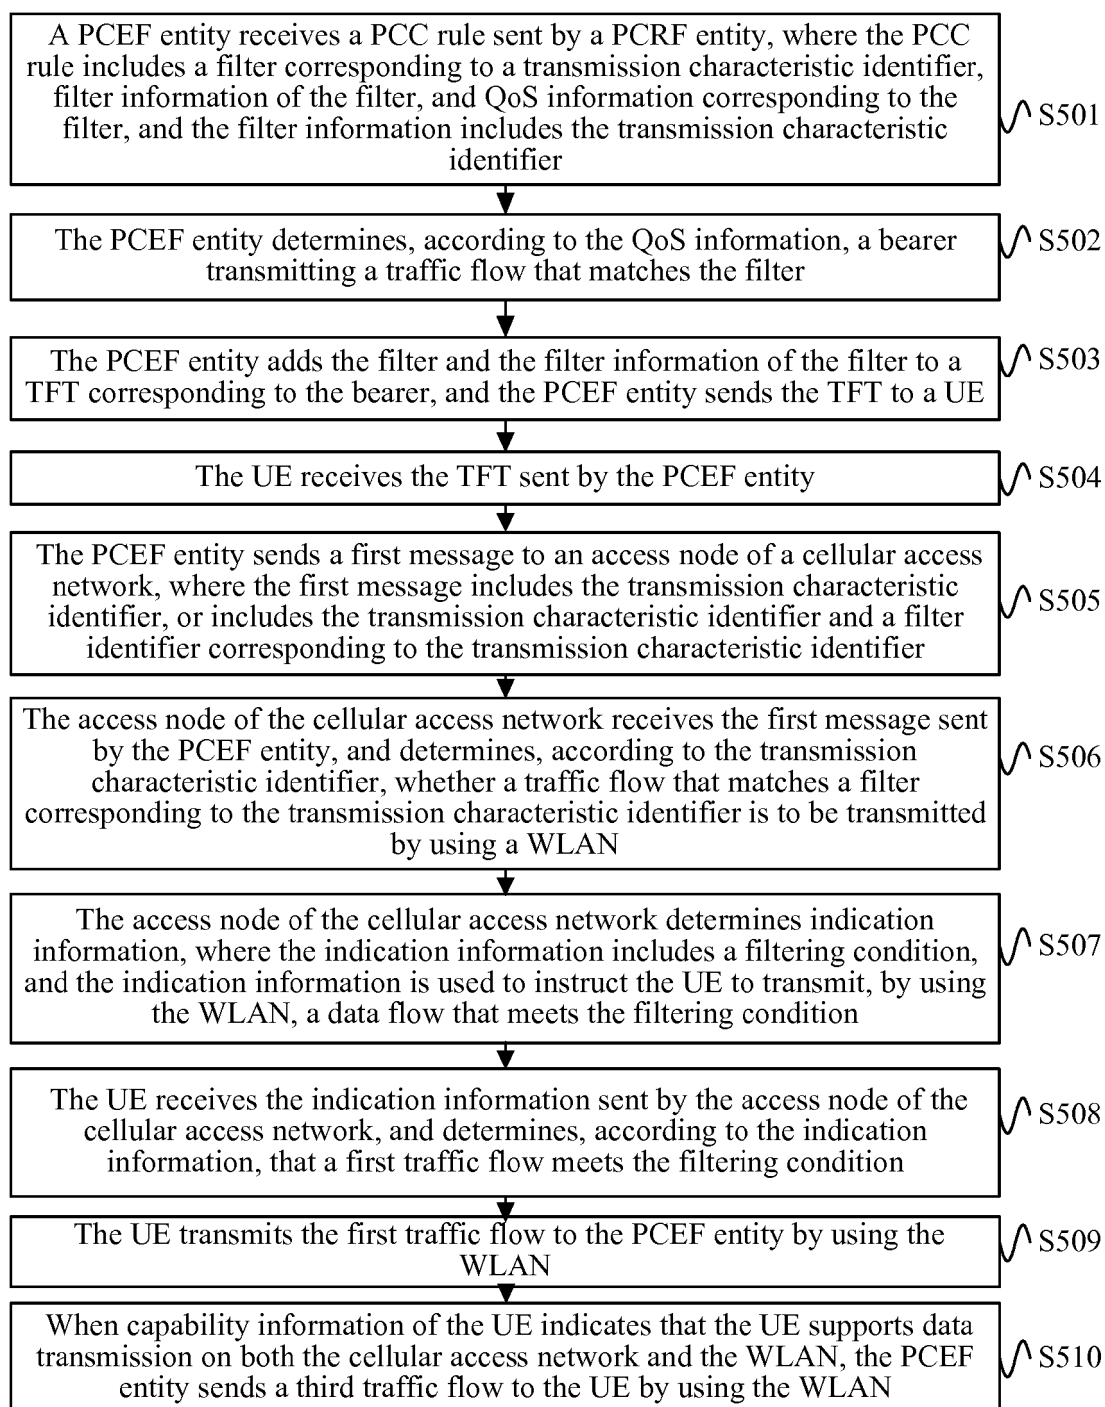 A PCEF entity receives a PCC rule sent by a PCRF entity, where the PCC
rule includes a filter corresponding to a transmission characteristic identifier,
filter information of the filter, and QoS information corresponding to the
filter, and the filter information includes the transmission characteristic
identifier
S501
The PCEF entity determines, according to the QoS information, a bearer
transmitting a traffic flow that matches the filter
S502
The PCEF entity adds the filter and the filter information of the filter to a
TFT corresponding to the bearer, and the PCEF entity sends the TFT to a UE
S503
The UE receives the TFT sent by the PCEF entity
S504
The PCEF entity sends a first message to an access node of a cellular access
network, where the first message includes the transmission characteristic
identifier, or includes the transmission characteristic identifier and a filter
identifier corresponding to the transmission characteristic identifier
S505
The access node of the cellular access network receives the first message sent
by the PCEF entity, and determines, according to the transmission
characteristic identifier, whether a traffic flow that matches a filter
corresponding to the transmission characteristic identifier is to be transmitted
by using a WLAN
S506
The access node of the cellular access network determines indication
information, where the indication information includes a filtering condition,
and the indication information is used to instruct the UE to transmit, by using
the WLAN, a data flow that meets the filtering condition
S507
The UE receives the indication information sent by the access node of the
cellular access network, and determines, according to the indication
information, that a first traffic flow meets the filtering condition
S508
The UE transmits the first traffic flow to the PCEF entity by using the
WLAN
S509
When capability information of the UE indicates that the UE supports data
transmission on both the cellular access network and the WLAN, the PCEF
entity sends a third traffic flow to the UE by using the WLAN
S510